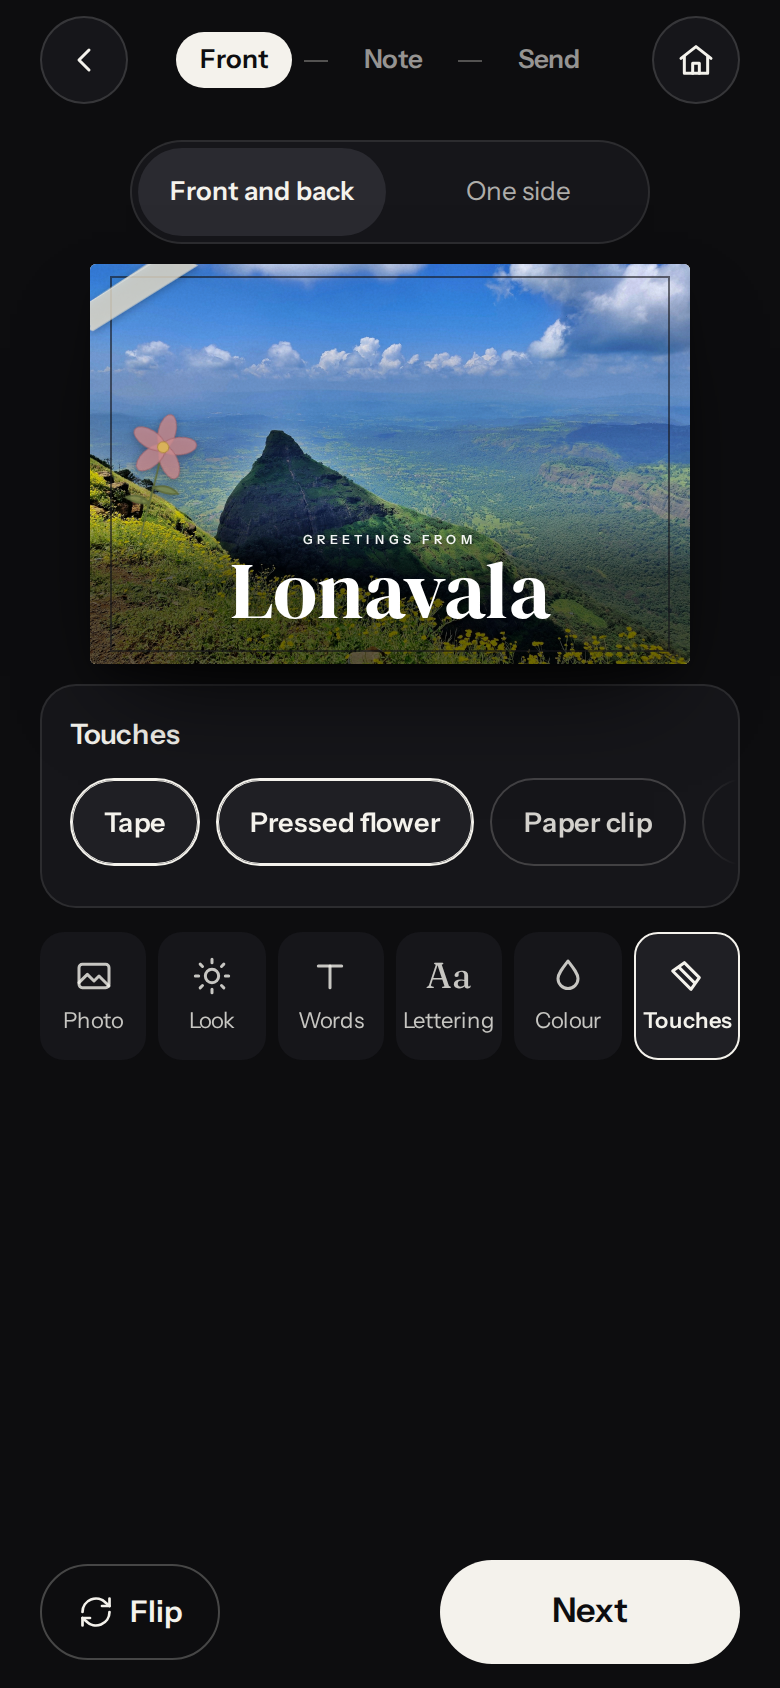 Front — Note — Send
Front and back
One side
GREETINGS FROM
Lonavala
Touches
Tape
Pressed flower
Paper clip
Photo
Look
Words
Aa
Lettering
Colour
Touches
Flip
Next